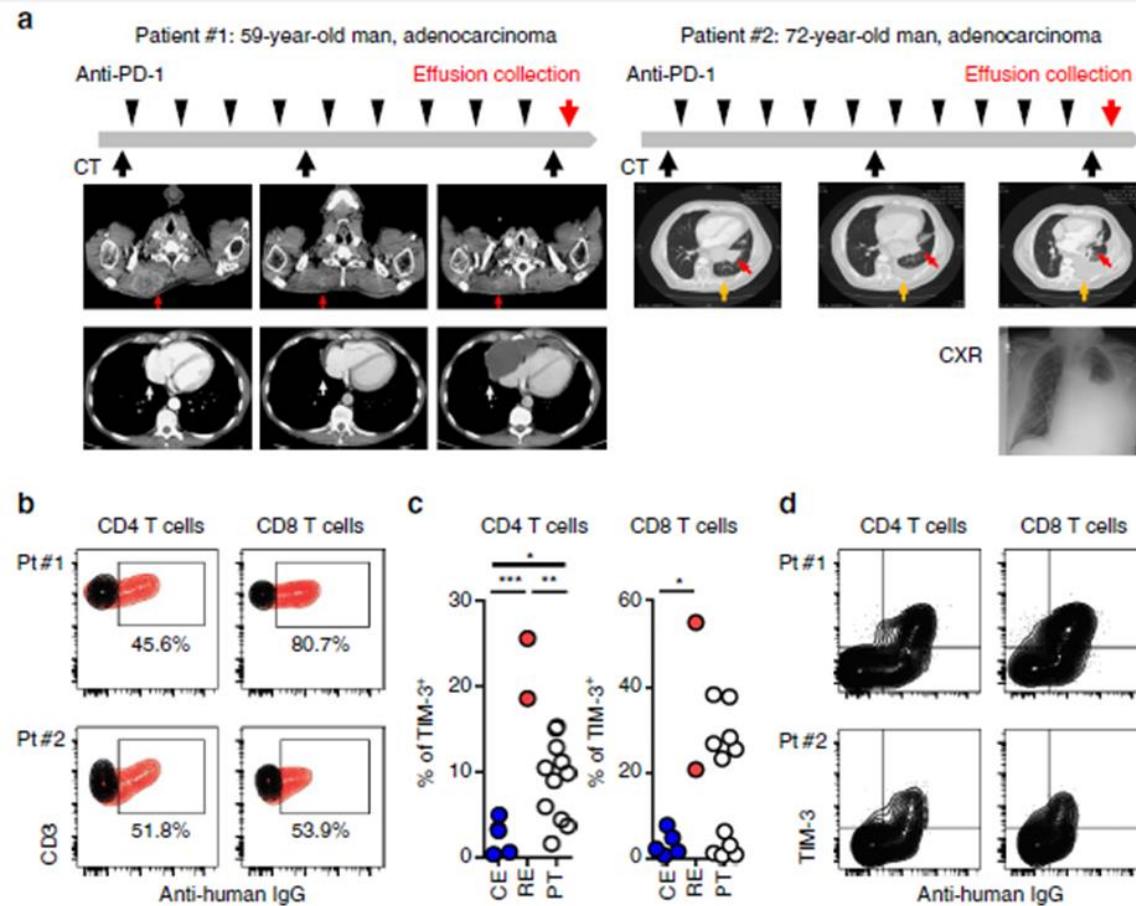 a
Patient #1: 59-year-old man, adenocarcinoma
Anti-PD-1
Effusion collection
CT
Patient #2: 72-year-old man, adenocarcinoma
Anti-PD-1
Effusion collection
CT
CXR
b
CD4 T cells
CD8 T cells
Pt #1
45.6%
80.7%
Pt #2
51.8%
53.9%
CD3
Anti-human IgG
c
CD4 T cells
*
***
**
% of TIM-3+
30
20
10
0
CE
RE
PT
CD8 T cells
*
% of TIM-3+
60
40
20
0
CE
RE
PT
d
CD4 T cells
CD8 T cells
Pt #1
Pt #2
TIM-3
Anti-human IgG